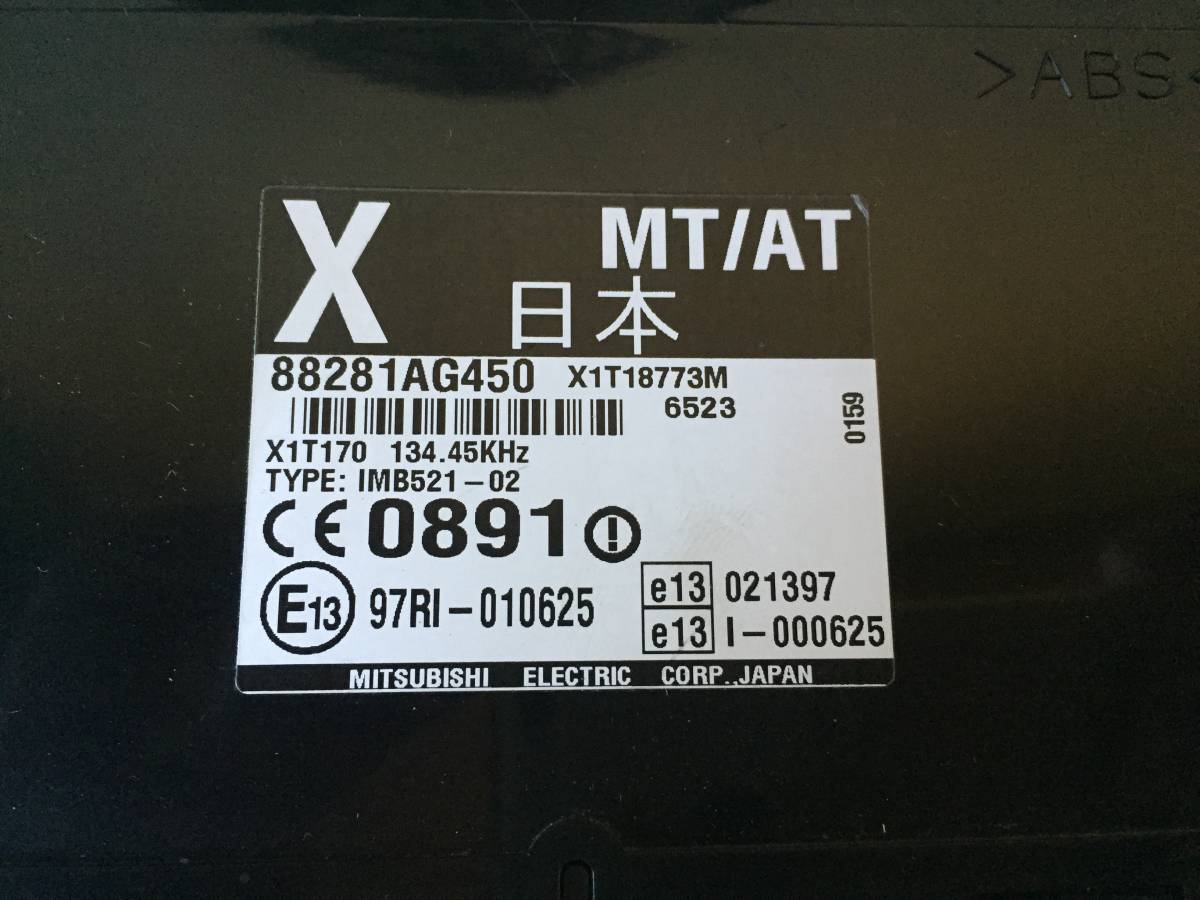 >ABS<
X MT/AT
日本
88281AG450 X1T18773M
6523
0159
X1T170 134.45KHz
TYPE: IMB521-02
CE 0891
E13 97RI-010625
e13 021397
e13 I-000625
MITSUBISHI ELECTRIC CORP.,JAPAN